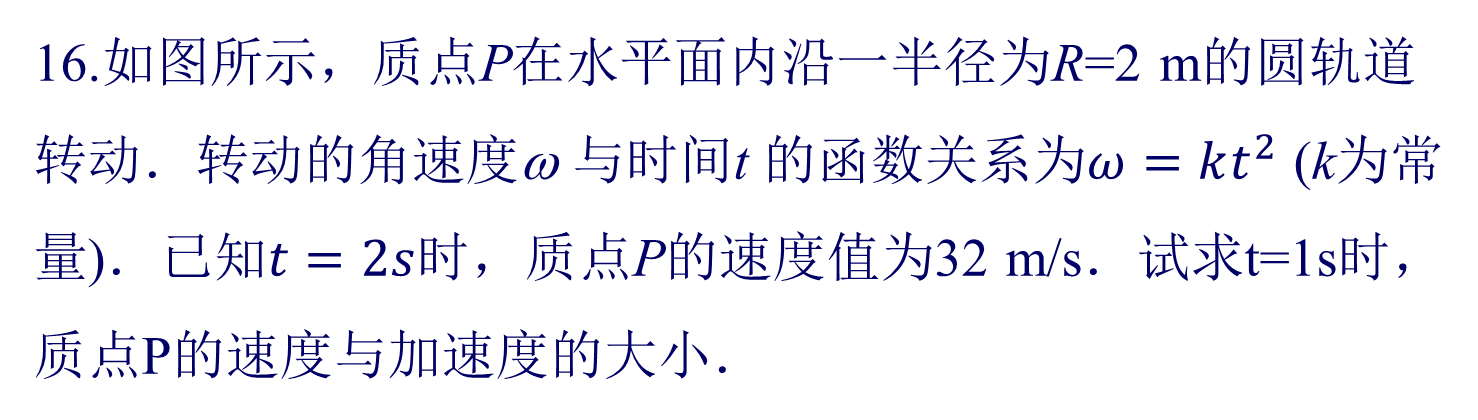 16.如图所示，质点P在水平面内沿一半径为R=2 m的圆轨道
转动．转动的角速度ω 与时间t 的函数关系为ω = kt² (k为常
量)．已知t = 2s时，质点P的速度值为32 m/s．试求t=1s时，
质点P的速度与加速度的大小．